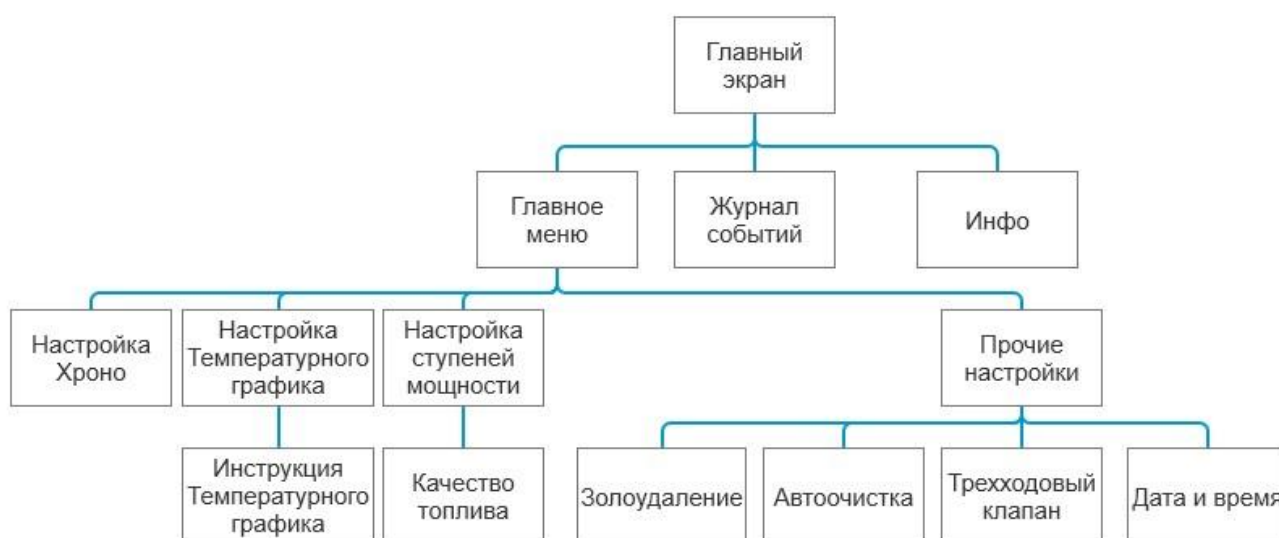 Главный
экран
Главное
меню
Журнал
событий
Инфо
Настройка
Хроно
Настройка
Температурного
графика
Настройка
ступеней
мощности
Прочие
настройки
Инструкция
Температурного
графика
Качество
топлива
Золоудаление
Автоочистка
Трехходовый
клапан
Дата и время